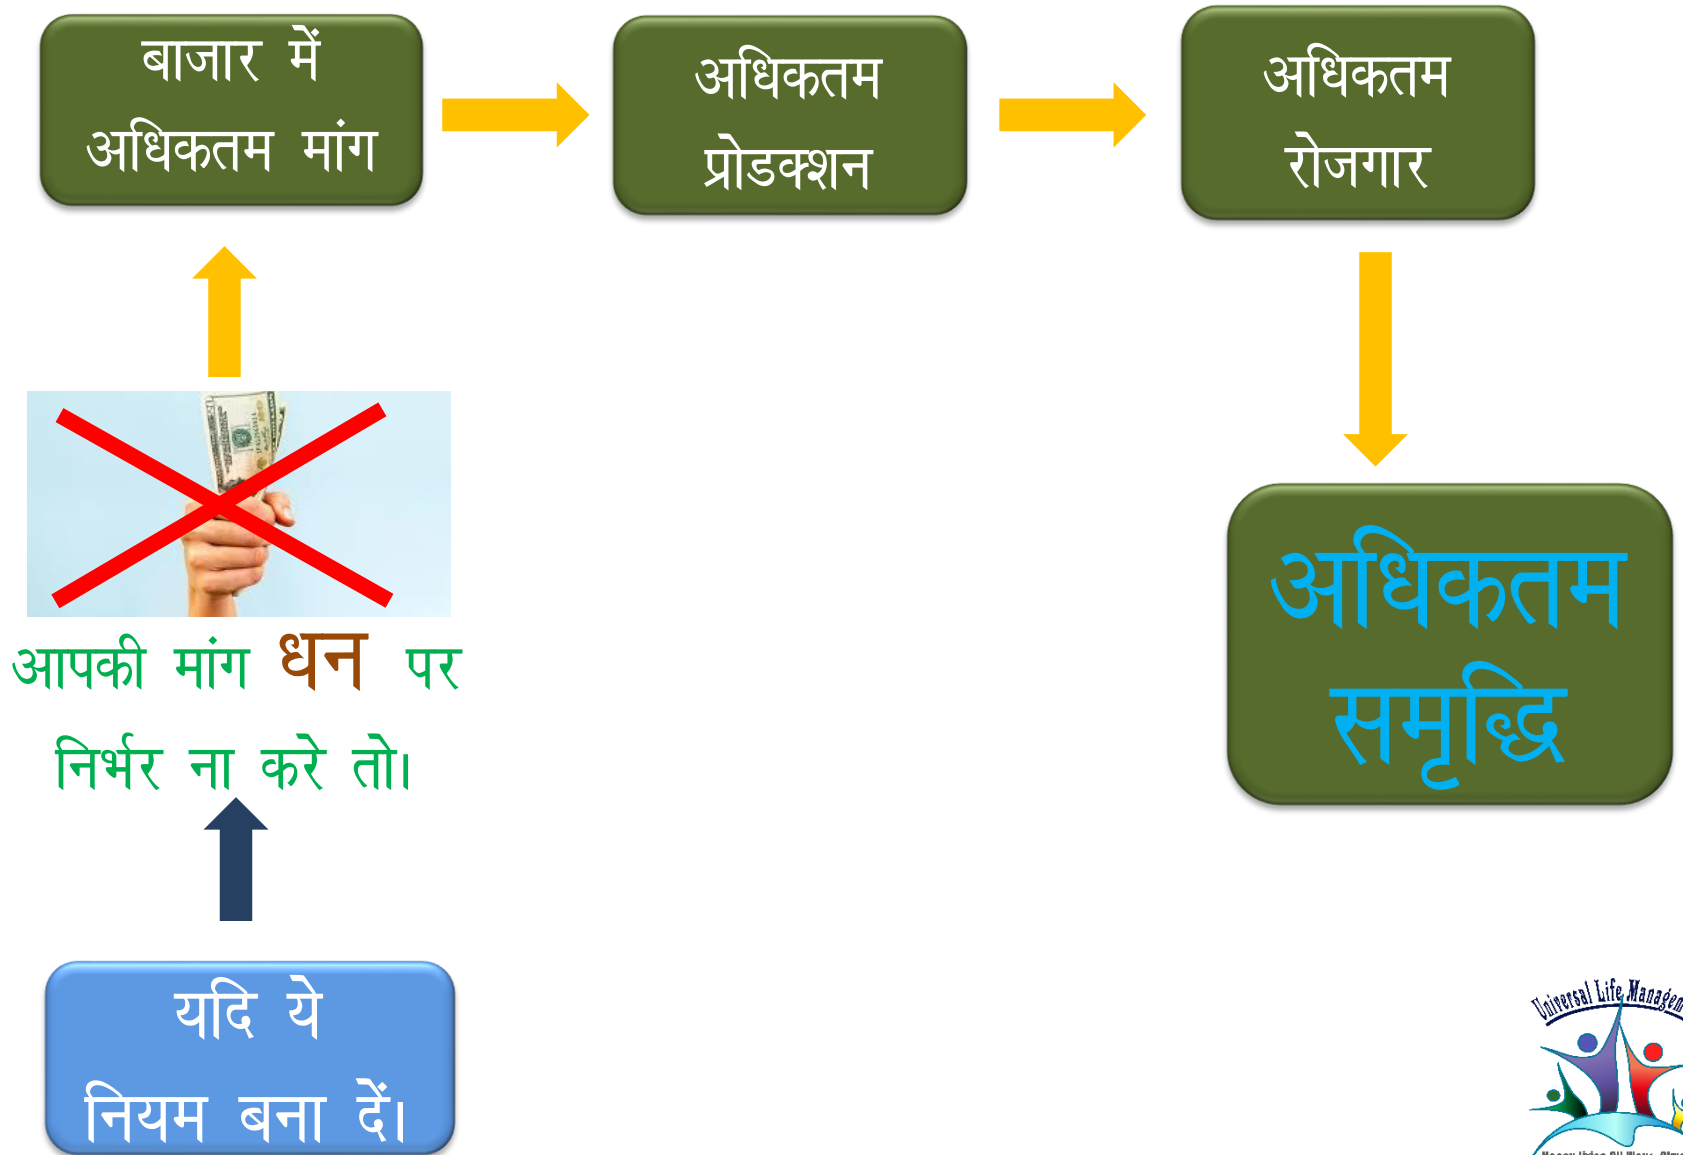 बाजार में
अधिकतम मांग
अधिकतम
प्रोडक्शन
अधिकतम
रोजगार
अधिकतम
समृद्धि
आपकी मांग धन पर
निर्भर ना करे तो।
यदि ये
नियम बना दें।
Universal Life